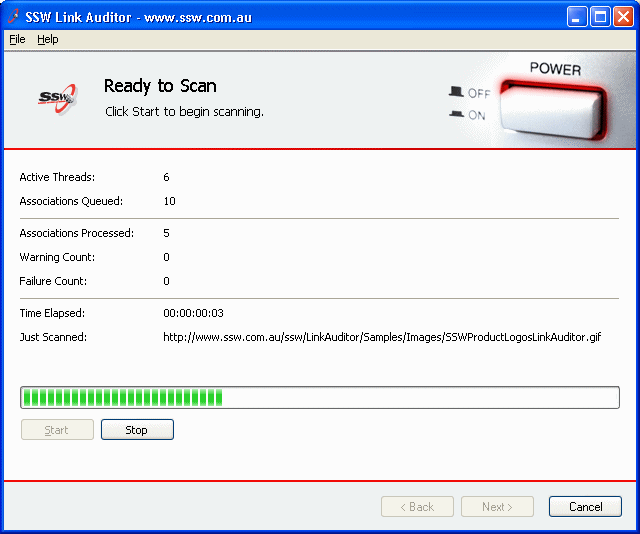 SSW Link Auditor - www.ssw.com.au
File Help
SSW
Ready to Scan
Click Start to begin scanning.
POWER
OFF
ON
Active Threads: 6
Associations Queued: 10
Associations Processed: 5
Warning Count: 0
Failure Count: 0
Time Elapsed: 00:00:00:03
Just Scanned: http://www.ssw.com.au/ssw/LinkAuditor/Samples/Images/SSWProductLogosLinkAuditor.gif
Start Stop
< Back Next > Cancel